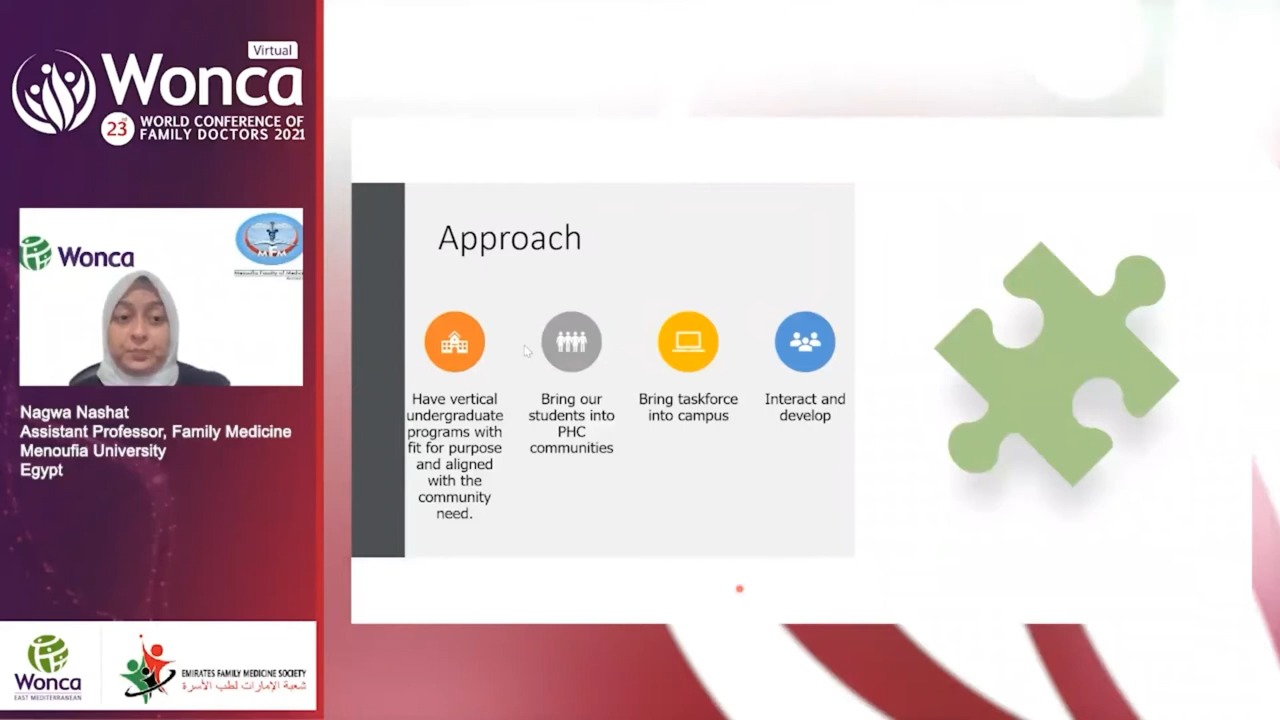 Virtual
Wonca
23rd WORLD CONFERENCE OF
FAMILY DOCTORS 2021
Wonca
MFM
Nagwa Nashat
Assistant Professor, Family Medicine
Menoufia University
Egypt
Wonca
EAST MEDITERRANEAN
EMIRATES FAMILY MEDICINE SOCIETY
شعبة الإمارات لطب الأسرة
Approach
Have vertical
undergraduate
programs with
fit for purpose
and aligned
with the
community
need.
Bring our
students into
PHC
communities
Bring taskforce
into campus
Interact and
develop